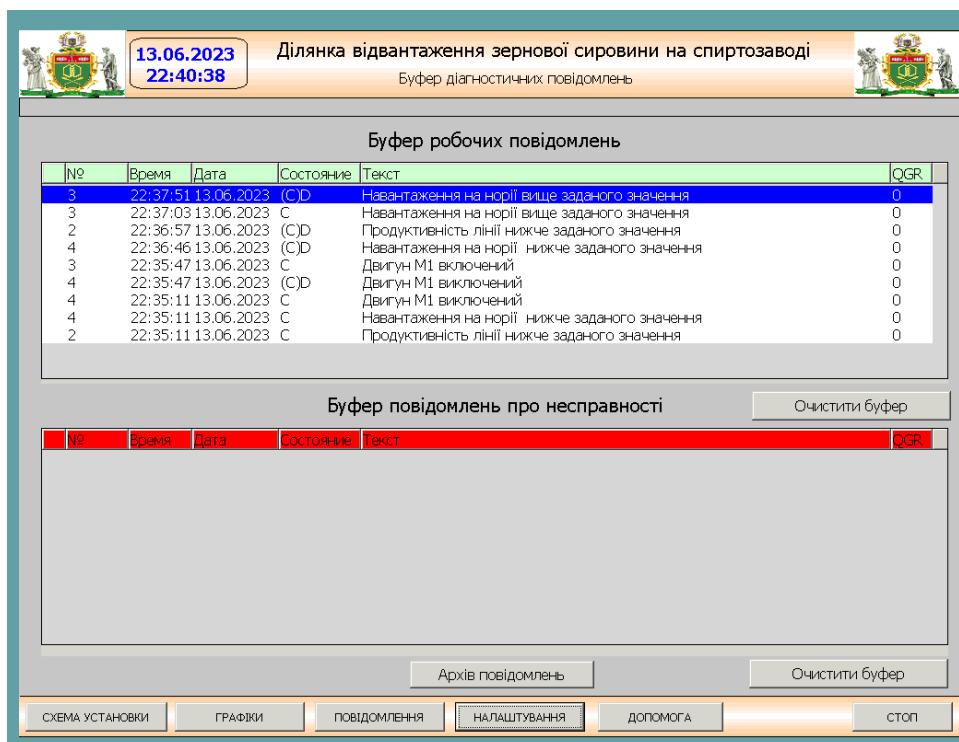 13.06.2023
22:40:38
Ділянка відвантаження зернової сировини на спиртозаводі
Буфер діагностичних повідомлень
Буфер робочих повідомлень
№ Время Дата Состояние Текст QGR
3 22:37:51 13.06.2023 (C)D Навантаження на норії вище заданого значення 0
3 22:37:03 13.06.2023 C Навантаження на норії вище заданого значення 0
2 22:36:57 13.06.2023 (C)D Продуктивність лінії нижче заданого значення 0
4 22:36:46 13.06.2023 (C)D Навантаження на норії нижче заданого значення 0
3 22:35:47 13.06.2023 C Двигун М1 включений 0
4 22:35:47 13.06.2023 (C)D Двигун М1 виключений 0
4 22:35:11 13.06.2023 C Двигун М1 виключений 0
4 22:35:11 13.06.2023 C Навантаження на норії нижче заданого значення 0
2 22:35:11 13.06.2023 C Продуктивність лінії нижче заданого значення 0
Буфер повідомлень про несправності
Очистити буфер
№ Время Дата Состояние Текст QGR
Архів повідомлень
Очистити буфер
СХЕМА УСТАНОВКИ
ГРАФІКИ
ПОВІДОМЛЕННЯ
НАЛАШТУВАННЯ
ДОПОМОГА
СТОП